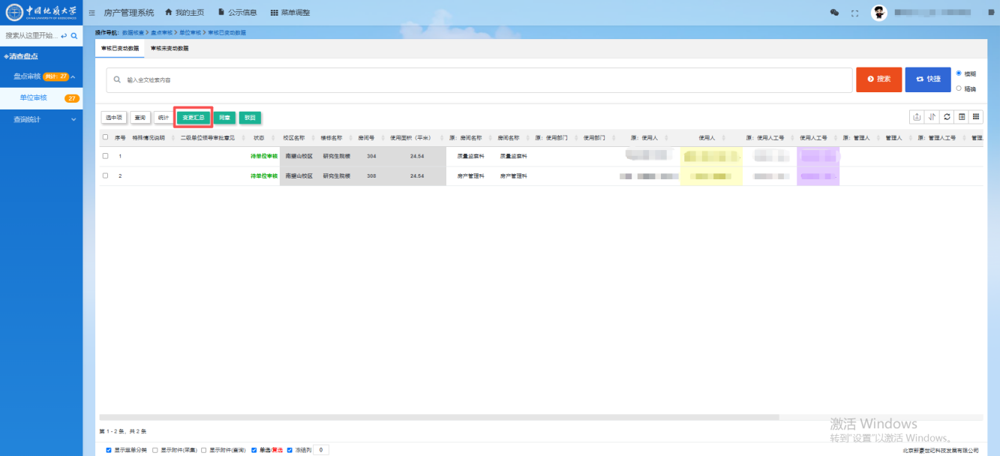 中国地质大学 房产管理系统 我的主页 公示信息 菜单调整
CHINA UNIVERSITY OF GEOSCIENCES
搜索从这里开始...
操作导航: 数据核查 > 盘点审核 > 单位审核 > 审核已变动数据
清查盘点
盘点审核 共计: 27
单位审核 27
查询统计
审核已变动数据 审核未变动数据
输入全文检索内容
搜索 快捷 模糊
精确
选中项 查询 统计 变更汇总 同意 驳回
序号 特殊情况说明 二级单位领导审批意见 状态 校区名称 楼栋名称 房间号 使用面积（平米） 原: 房间名称 房间名称 原: 使用部门 使用部门 原: 使用人 使用人 原: 使用人工号 使用人工号 原: 管理人 管理人 原: 管理人工号 管理
1 待单位审核 南望山校区 研究生院楼 304 24.54 质量监察科 质量监察科
2 待单位审核 南望山校区 研究生院楼 308 24.54 房产管理科 房产管理科
激活 Windows
转到"设置"以激活 Windows。
第 1 - 2 条, 共 2 条
显示菜单分类 显示附件(采集) 显示附件(查询) 单选/复选 冻结列 0
北京新豪世纪科技发展有限公司